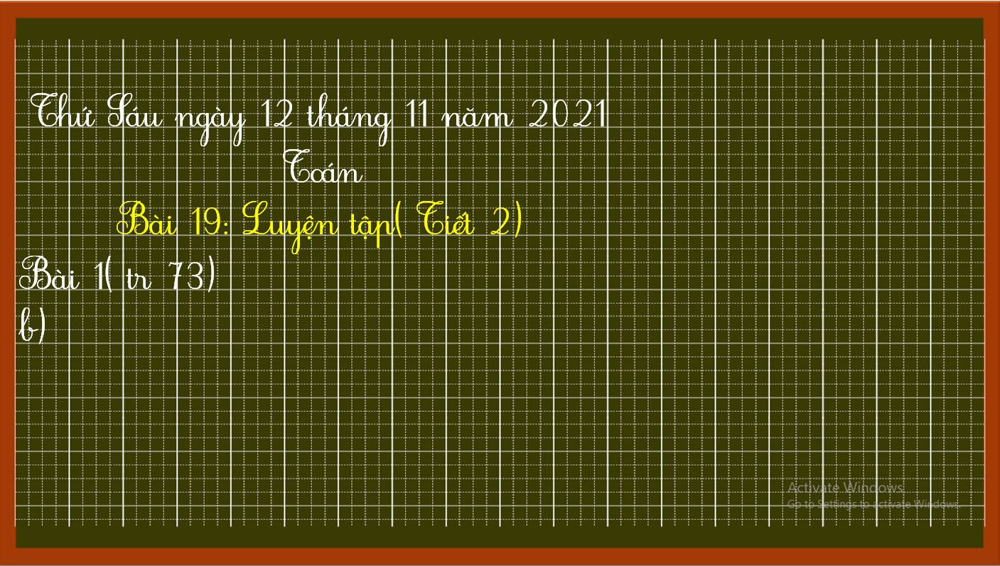 Thứ Sáu ngày 12 tháng 11 năm 2021
Toán
Bài 19: Luyện tập( Tiết 2)
Bài 1( tr 73)
b)
Activate Windows
Go to Settings to activate Windows.